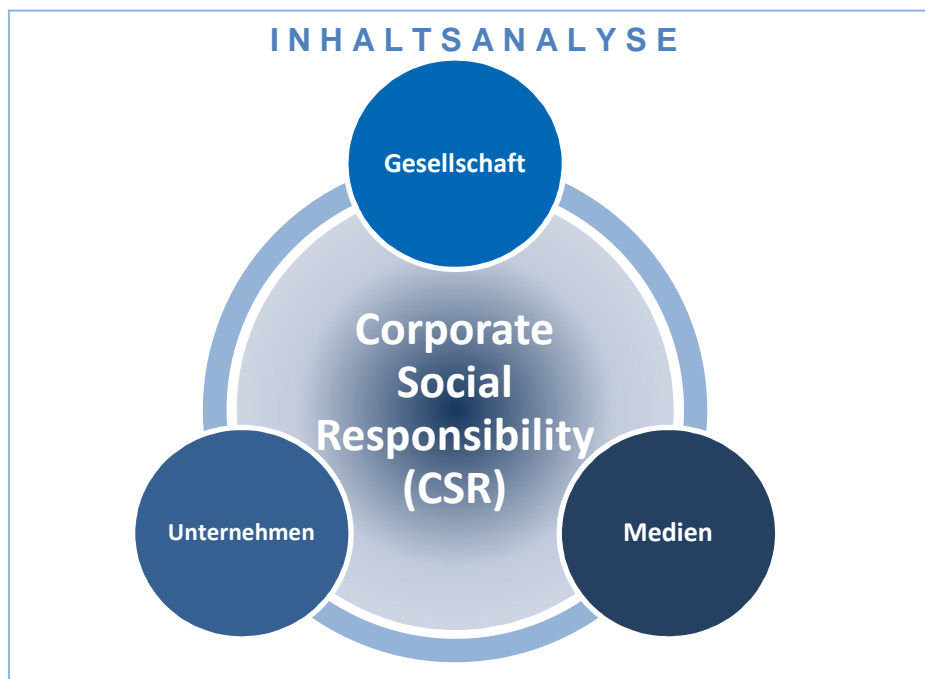 INHALTSANALYSE
Gesellschaft
Corporate
Social
Responsibility
(CSR)
Unternehmen
Medien